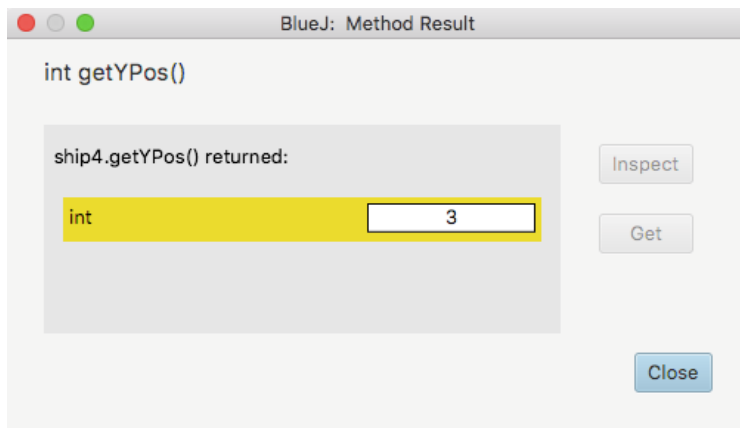 BlueJ: Method Result
int getYPos()
ship4.getYPos() returned:
Inspect
int 3
Get
Close